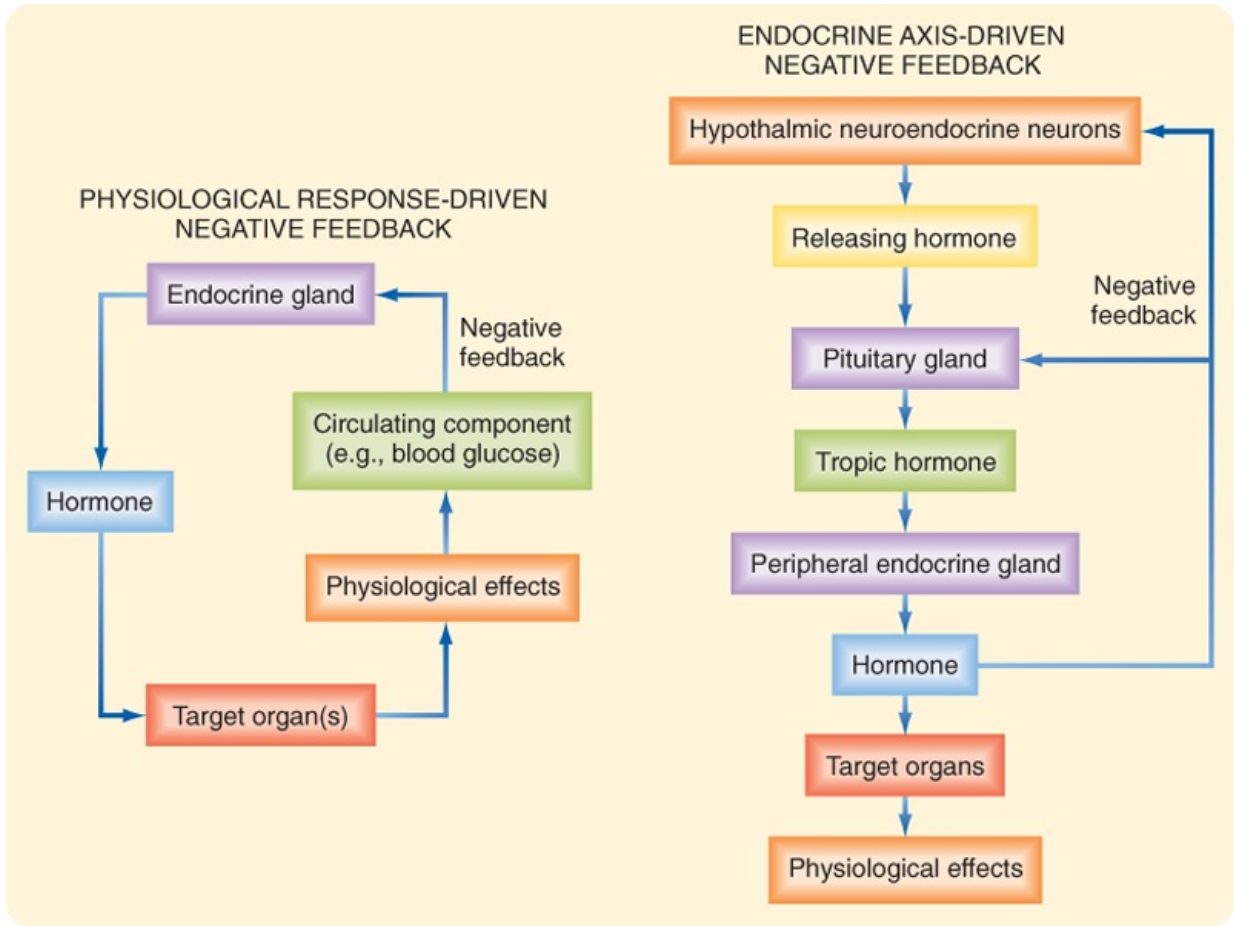 PHYSIOLOGICAL RESPONSE-DRIVEN
NEGATIVE FEEDBACK
Endocrine gland
Negative
feedback
Circulating component
(e.g., blood glucose)
Hormone
Physiological effects
Target organ(s)
ENDOCRINE AXIS-DRIVEN
NEGATIVE FEEDBACK
Hypothalmic neuroendocrine neurons
Releasing hormone
Negative
feedback
Pituitary gland
Tropic hormone
Peripheral endocrine gland
Hormone
Target organs
Physiological effects